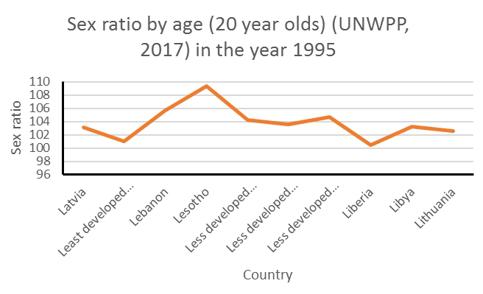 Sex ratio by age (20 year olds) (UNWPP,
2017) in the year 1995
110
108
106
104
102
100
98
96
Sex ratio
Latvia
Least developed...
Lebanon
Lesotho
Less developed...
Less developed...
Less developed...
Liberia
Libya
Lithuania
Country